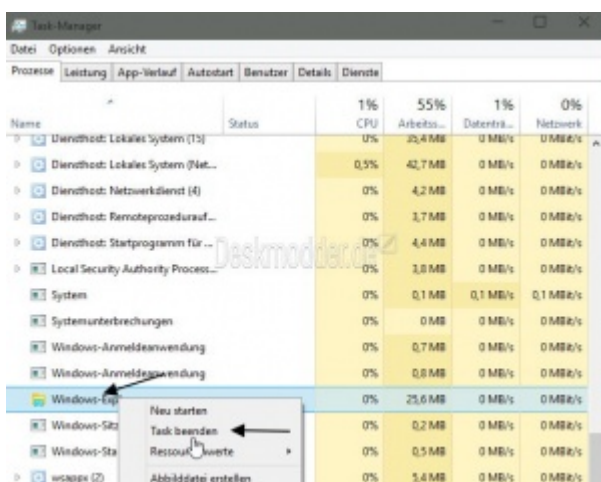 Task-Manager
Datei Optionen Ansicht
Prozesse Leistung App-Verlauf Autostart Benutzer Details Dienste
1% 55% 1% 0%
Name Status CPU Arbeitss... Datenträ... Netzwerk
Diensthost: Lokales System (15) 0% 35,4 MB 0 MB/s 0 MBit/s
Diensthost: Lokales System (Net... 0,5% 42,7 MB 0 MB/s 0 MBit/s
Diensthost: Netzwerkdienst (4) 0% 4,2 MB 0 MB/s 0 MBit/s
Diensthost: Remoteprozeduraufr... 0% 3,7 MB 0 MB/s 0 MBit/s
Diensthost: Startprogramm für ... 0% 4,4 MB 0 MB/s 0 MBit/s
Deskmodder.de
Local Security Authority Process... 0% 3,8 MB 0 MB/s 0 MBit/s
System 0% 0,1 MB 0,1 MB/s 0,1 MBit/s
Systemunterbrechungen 0% 0 MB 0 MB/s 0 MBit/s
Windows-Anmeldeanwendung 0% 0,7 MB 0 MB/s 0 MBit/s
Windows-Anmeldeanwendung 0% 0,8 MB 0 MB/s 0 MBit/s
Windows-Exp 0% 25,6 MB 0 MB/s 0 MBit/s
Neu starten
Windows-Sitz 0% 0,2 MB 0 MB/s 0 MBit/s
Task beenden
Windows-Sta 0% 0,5 MB 0 MB/s 0 MBit/s
wsappx (2) 0% 5,4 MB 0 MB/s 0 MBit/s
Abbilddatei erstellen